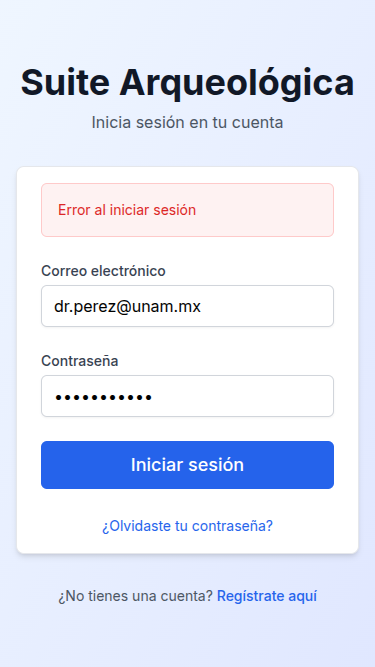 Suite Arqueológica
Inicia sesión en tu cuenta
Error al iniciar sesión
Correo electrónico
dr.perez@unam.mx
Contraseña
•••••••••••
Iniciar sesión
¿Olvidaste tu contraseña?
¿No tienes una cuenta? Regístrate aquí